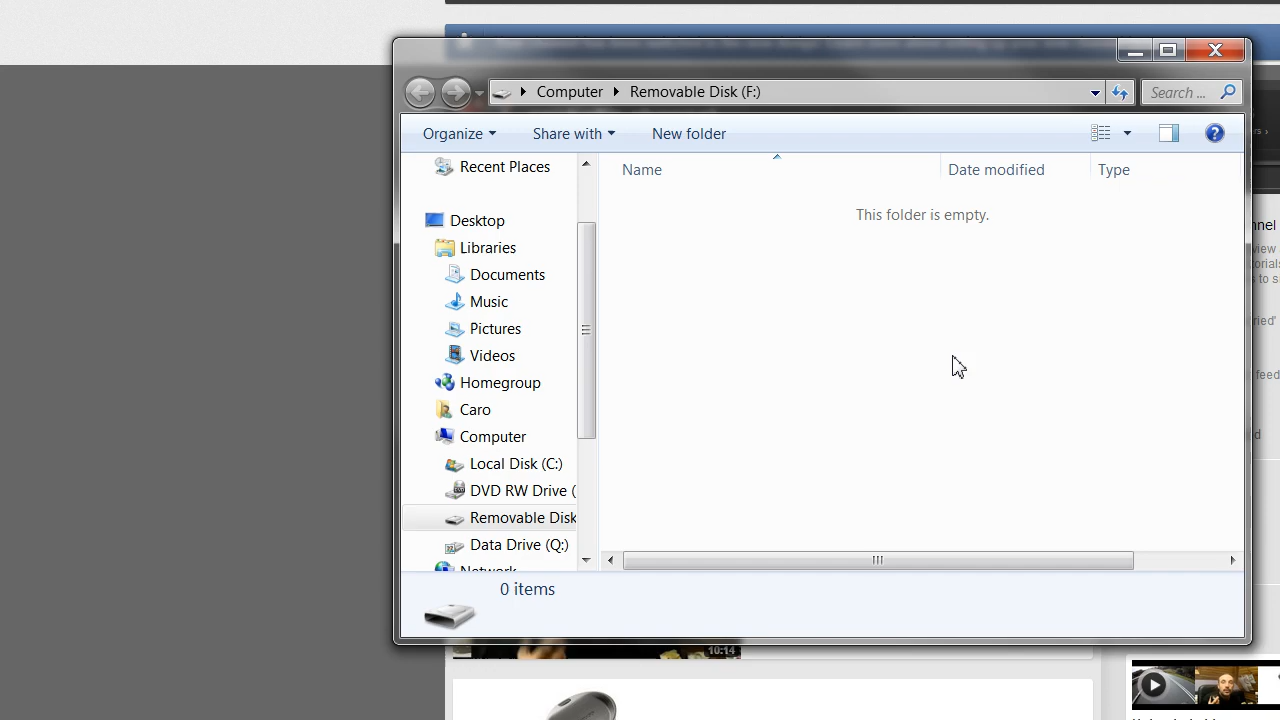 Computer Removable Disk (F:)
Search ...
Organize Share with New folder
Recent Places
Desktop
Libraries
Documents
Music
Pictures
Videos
Homegroup
Caro
Computer
Local Disk (C:)
DVD RW Drive (
Removable Disk
Data Drive (Q:)
Network
Name Date modified Type
This folder is empty.
0 items
10:14